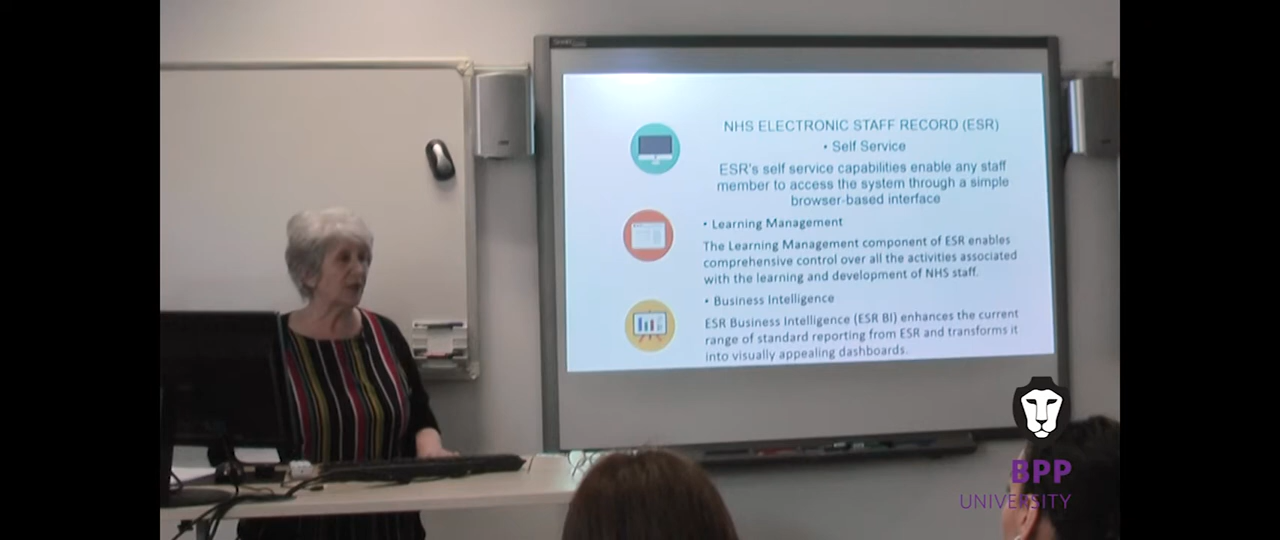 NHS ELECTRONIC STAFF RECORD (ESR)
• Self Service
ESR's self service capabilities enable any staff
member to access the system through a simple
browser-based interface
• Learning Management
The Learning Management component of ESR enables
comprehensive control over all the activities associated
with the learning and development of NHS staff.
• Business Intelligence
ESR Business Intelligence (ESR BI) enhances the current
range of standard reporting from ESR and transforms it
into visually appealing dashboards.
BPP
UNIVERSITY